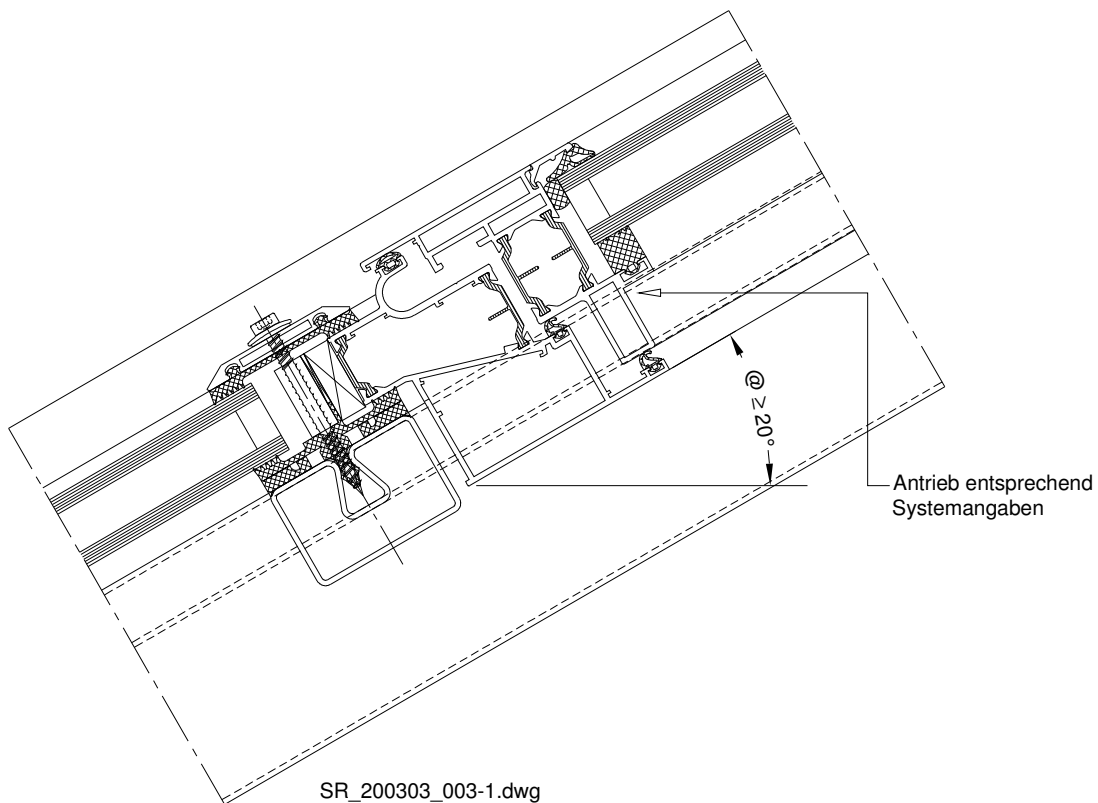 @ ≥20°
Antrieb entsprechend
Systemangaben
SR_200303_003-1.dwg